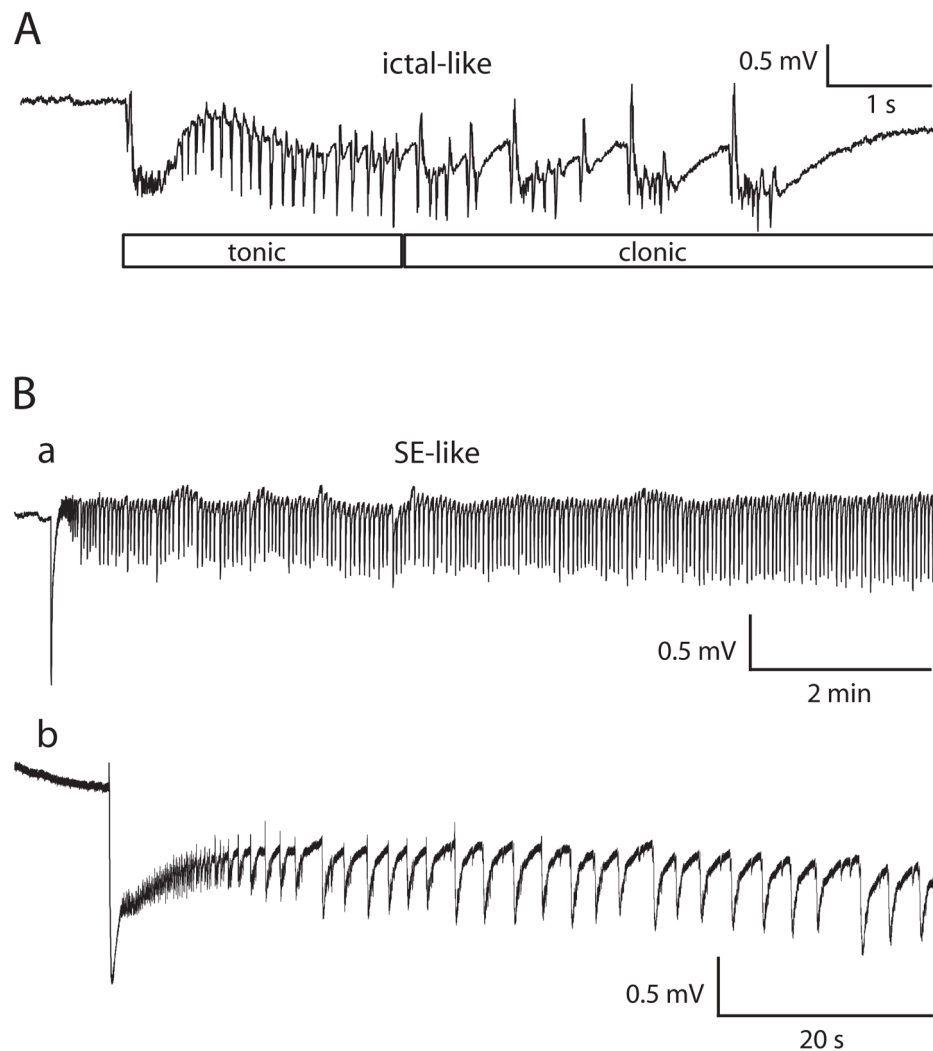 A
ictal-like
0.5 mV
1 s
tonic
clonic
B
a
SE-like
0.5 mV
2 min
b
0.5 mV
20 s